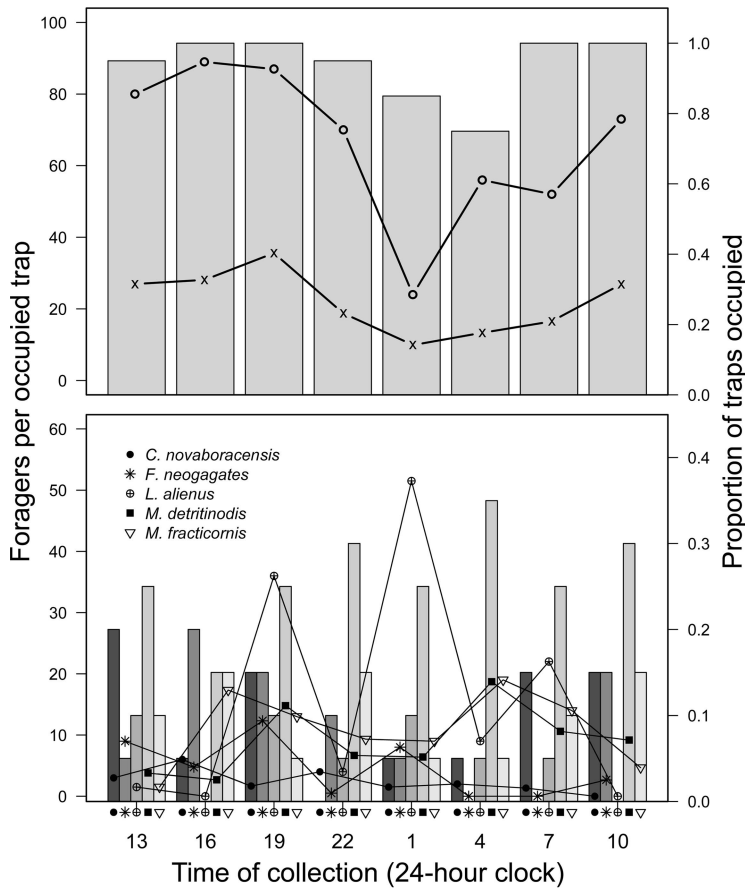 100
80
60
40
20
0
1.0
0.8
0.6
0.4
0.2
0.0
Foragers per occupied trap
Proportion of traps occupied
60
50
40
30
20
10
0
0.4
0.3
0.2
0.1
0.0
C. novaboracensis
F. neogagates
L. alienus
M. detritinodis
M. fracticornis
13 16 19 22 1 4 7 10
Time of collection (24-hour clock)